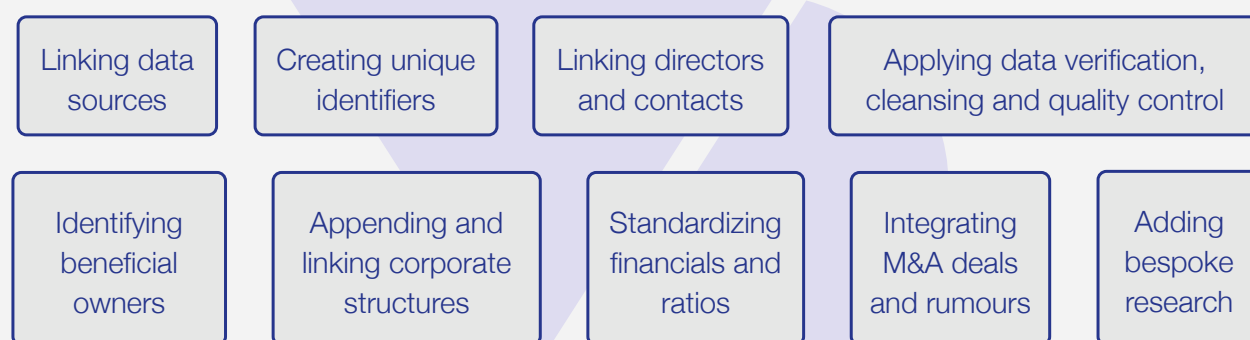 Linking data
sources
Creating unique
identifiers
Linking directors
and contacts
Applying data verification,
cleansing and quality control
Identifying
beneficial
owners
Appending and
linking corporate
structures
Standardizing
financials and
ratios
Integrating
M&A deals
and rumours
Adding
bespoke
research